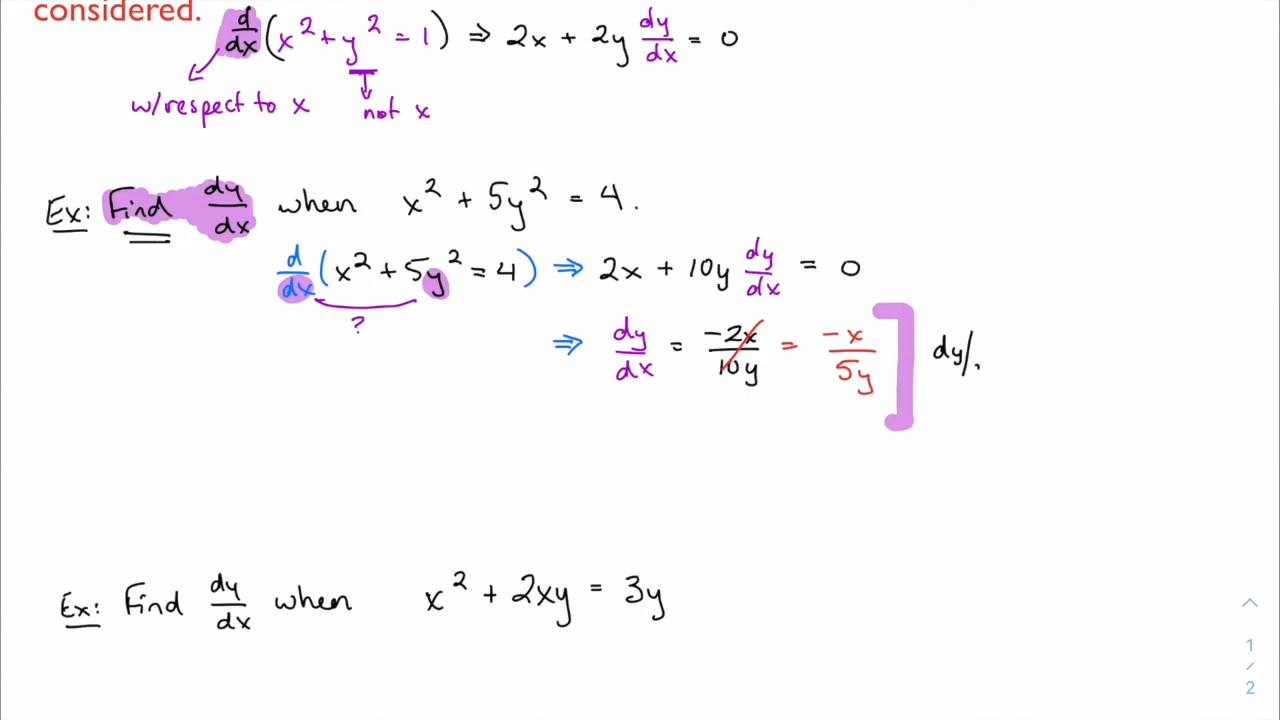 considered.
d/dx (x² + y² = 1) ⇒ 2x + 2y dy/dx = 0
w/respect to x not x
Ex: Find dy/dx when x² + 5y² = 4.
d/dx (x² + 5y² = 4) ⇒ 2x + 10y dy/dx = 0
?
⇒ dy/dx = -2x/10y = -x/5y ] dy/
Ex: Find dy/dx when x² + 2xy = 3y
1
/
2